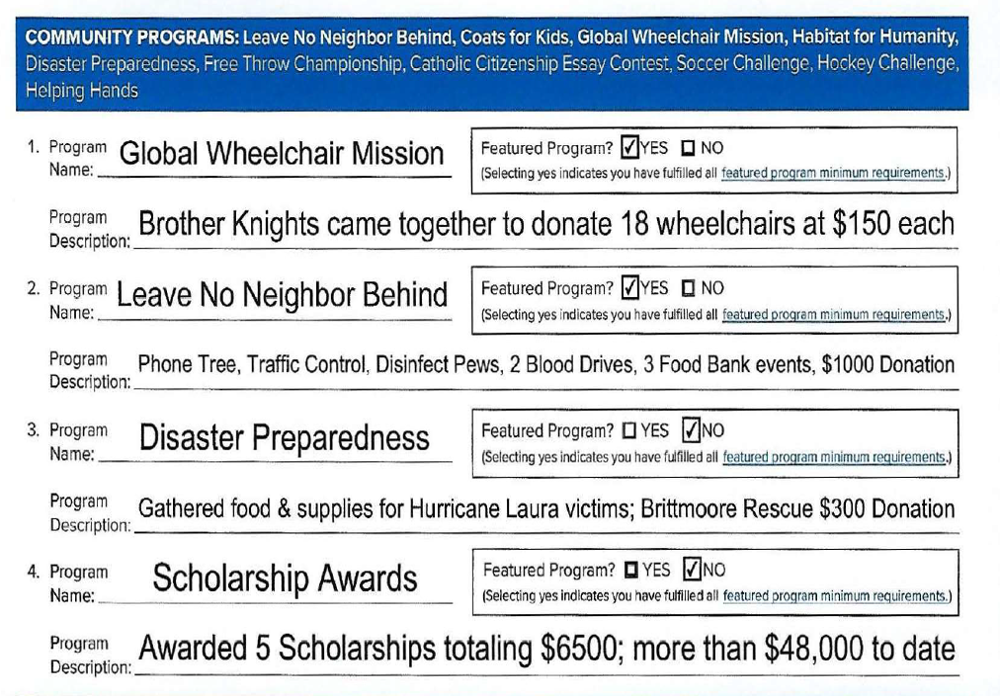 COMMUNITY PROGRAMS: Leave No Neighbor Behind, Coats for Kids, Global Wheelchair Mission, Habitat for Humanity,
Disaster Preparedness, Free Throw Championship, Catholic Citizenship Essay Contest, Soccer Challenge, Hockey Challenge,
Helping Hands
1. Program Name: Global Wheelchair Mission
Featured Program? ☑ YES ☐ NO
(Selecting yes indicates you have fulfilled all featured program minimum requirements.)
Program Description: Brother Knights came together to donate 18 wheelchairs at $150 each
2. Program Name: Leave No Neighbor Behind
Featured Program? ☑ YES ☐ NO
(Selecting yes indicates you have fulfilled all featured program minimum requirements.)
Program Description: Phone Tree, Traffic Control, Disinfect Pews, 2 Blood Drives, 3 Food Bank events, $1000 Donation
3. Program Name: Disaster Preparedness
Featured Program? ☐ YES ☑ NO
(Selecting yes indicates you have fulfilled all featured program minimum requirements.)
Program Description: Gathered food & supplies for Hurricane Laura victims; Brittmoore Rescue $300 Donation
4. Program Name: Scholarship Awards
Featured Program? ☐ YES ☑ NO
(Selecting yes indicates you have fulfilled all featured program minimum requirements.)
Program Description: Awarded 5 Scholarships totaling $6500; more than $48,000 to date